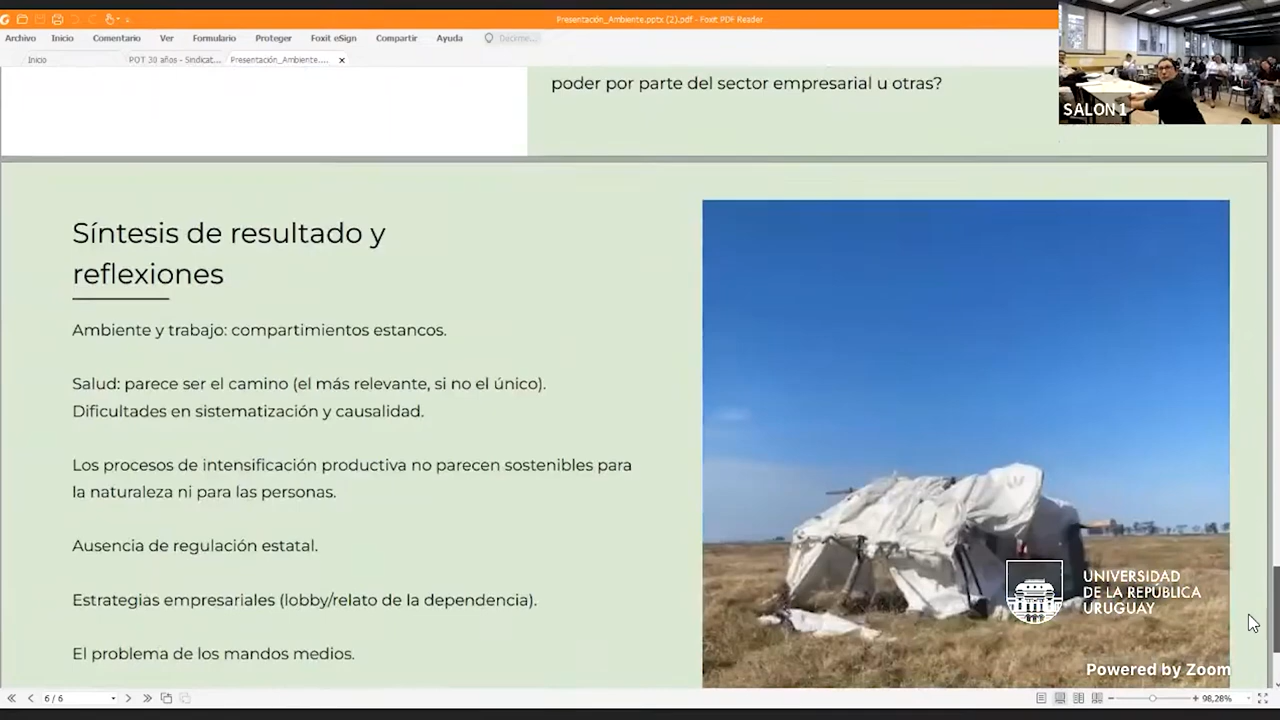 Presentación_Ambiente.pptx (2).pdf - Foxit PDF Reader
Archivo Inicio Comentario Ver Formulario Proteger Foxit eSign Compartir Ayuda
Inicio POT 30 años - Sindicat... Presentación_Ambiente....
poder por parte del sector empresarial u otras?
SALON 1
Síntesis de resultado y
reflexiones
Ambiente y trabajo: compartimientos estancos.
Salud: parece ser el camino (el más relevante, si no el único).
Dificultades en sistematización y causalidad.
Los procesos de intensificación productiva no parecen sostenibles para
la naturaleza ni para las personas.
Ausencia de regulación estatal.
Estrategias empresariales (lobby/relato de la dependencia).
El problema de los mandos medios.
UNIVERSIDAD
DE LA REPÚBLICA
URUGUAY
Powered by Zoom
6 / 6
98,28%